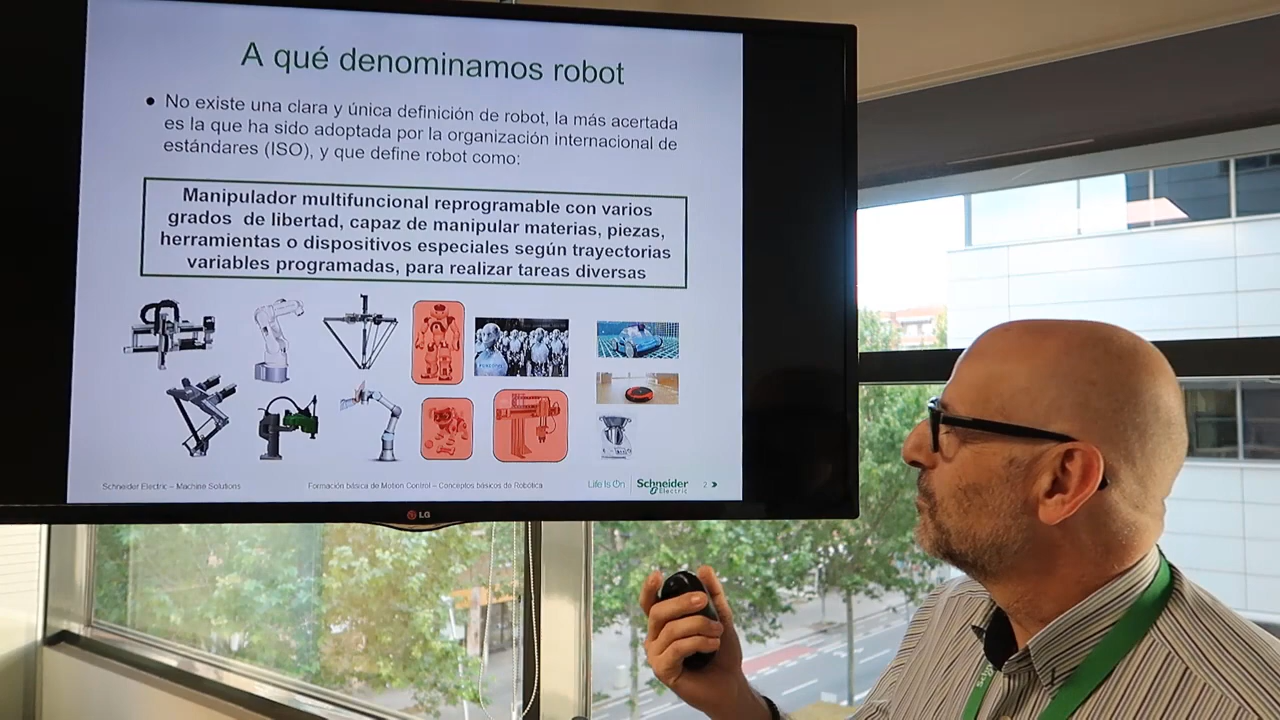 A qué denominamos robot
• No existe una clara y única definición de robot, la más acertada
es la que ha sido adoptada por la organización internacional de
estándares (ISO), y que define robot como:
Manipulador multifuncional reprogramable con varios
grados de libertad, capaz de manipular materias, piezas,
herramientas o dispositivos especiales según trayectorias
variables programadas, para realizar tareas diversas
Schneider Electric – Machine Solutions
Formación básica de Motion Control – Conceptos básicos de Robótica
Life Is On
Schneider
Electric
2
LG